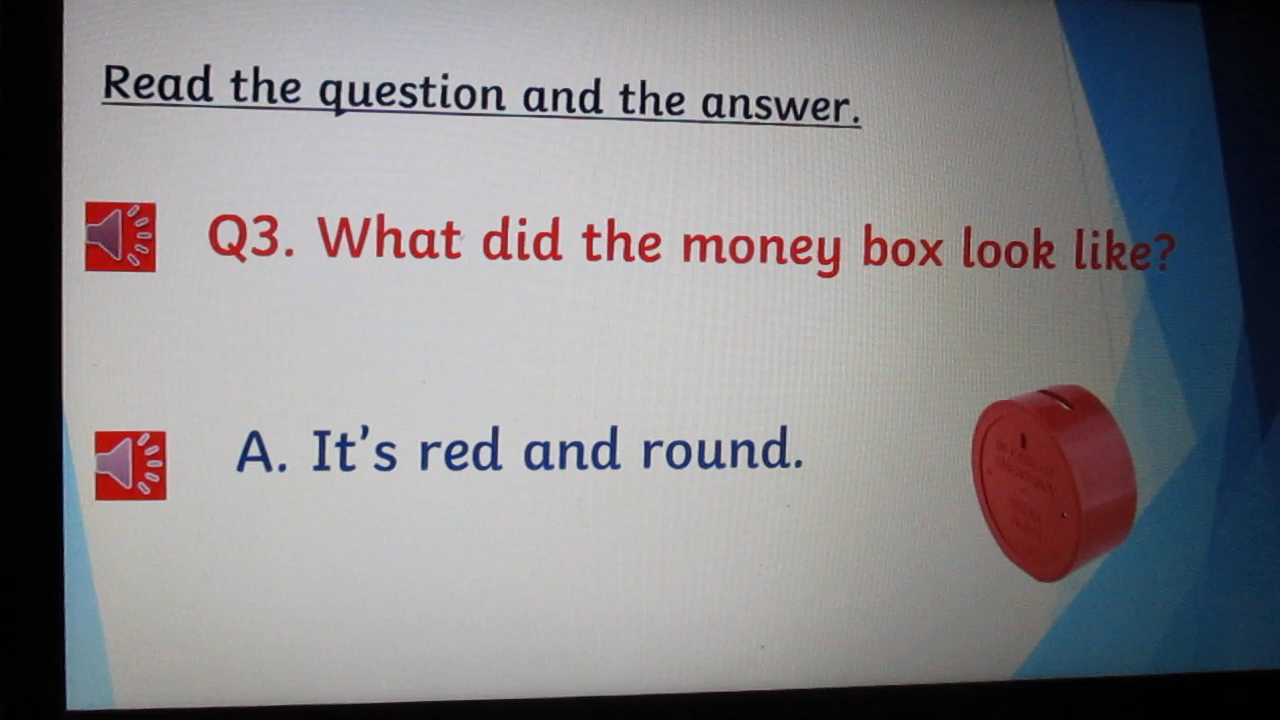 Read the question and the answer.
Q3. What did the money box look like?
A. It's red and round.